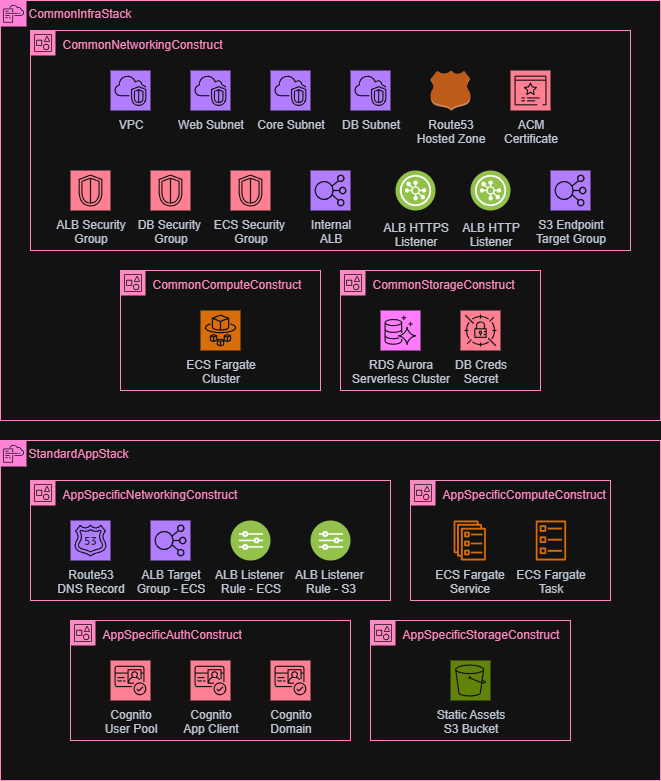 CommonInfraStack
CommonNetworkingConstruct
VPC
Web Subnet
Core Subnet
DB Subnet
Route53
Hosted Zone
ACM
Certificate
ALB Security
Group
DB Security
Group
ECS Security
Group
Internal
ALB
ALB HTTPS
Listener
ALB HTTP
Listener
S3 Endpoint
Target Group
CommonComputeConstruct
ECS Fargate
Cluster
CommonStorageConstruct
RDS Aurora
Serverless Cluster
DB Creds
Secret
StandardAppStack
AppSpecificNetworkingConstruct
53
Route53
DNS Record
ALB Target
Group - ECS
ALB Listener
Rule - ECS
ALB Listener
Rule - S3
AppSpecificComputeConstruct
ECS Fargate
Service
ECS Fargate
Task
AppSpecificAuthConstruct
Cognito
User Pool
Cognito
App Client
Cognito
Domain
AppSpecificStorageConstruct
Static Assets
S3 Bucket